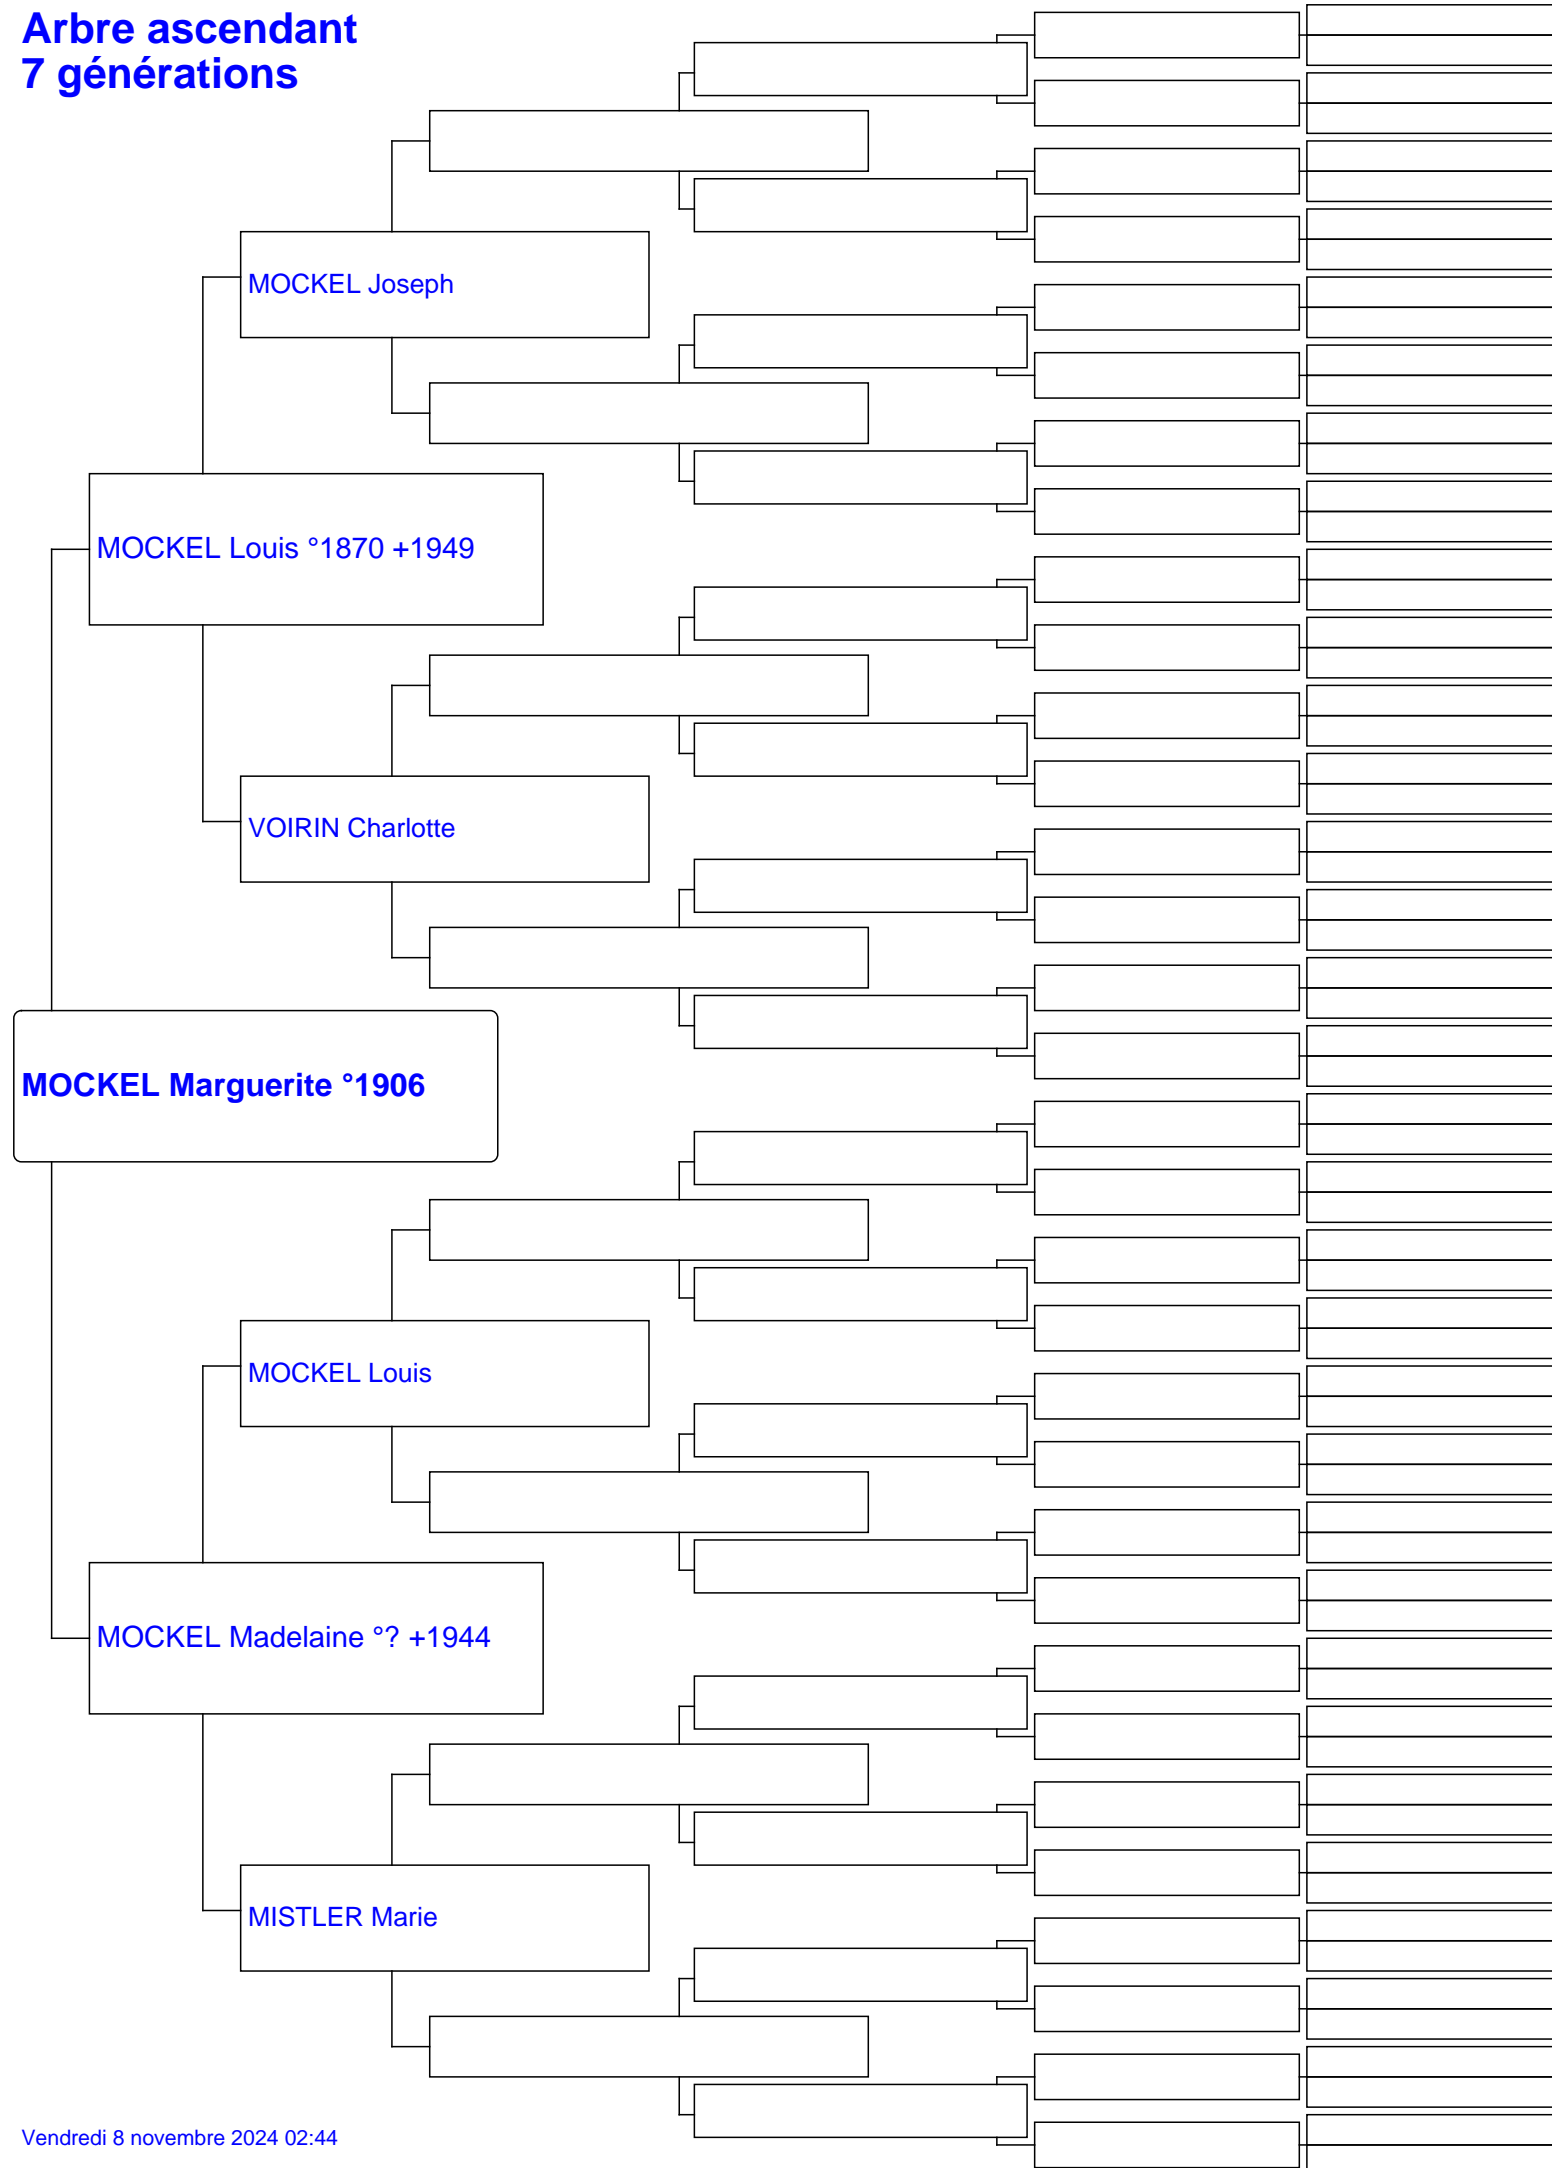 Arbre ascendant
7 générations
MOCKEL Joseph
MOCKEL Louis °1870 +1949
VOIRIN Charlotte
MOCKEL Marguerite °1906
MOCKEL Louis
MOCKEL Madelaine °? +1944
MISTLER Marie
Vendredi 8 novembre 2024 02:44